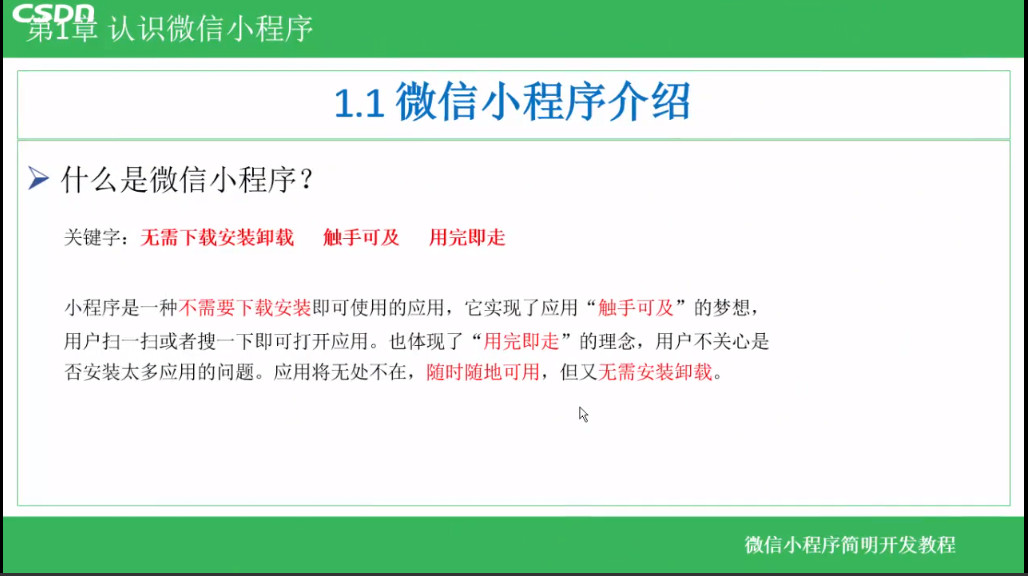 CSDN
第1章 认识微信小程序
1.1 微信小程序介绍
什么是微信小程序？
关键字：无需下载安装卸载 触手可及 用完即走
小程序是一种不需要下载安装即可使用的应用，它实现了应用“触手可及”的梦想，
用户扫一扫或者搜一下即可打开应用。也体现了“用完即走”的理念，用户不关心是
否安装太多应用的问题。应用将无处不在，随时随地可用，但又无需安装卸载。
微信小程序简明开发教程